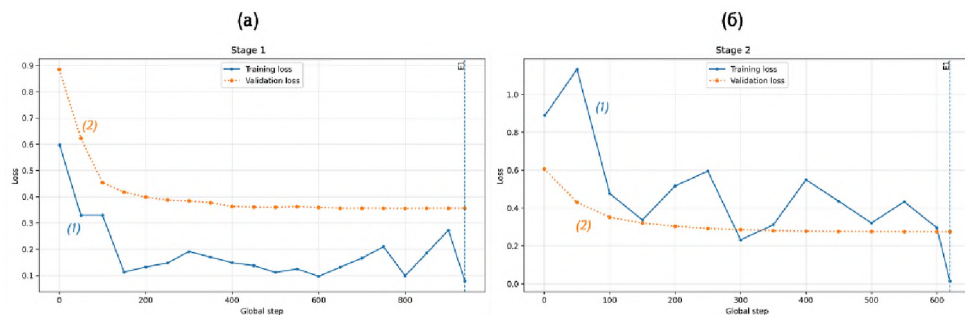 (а)
Stage 1
Training loss
Validation loss
E1
(2)
(1)
Loss
0.9
0.8
0.7
0.6
0.5
0.4
0.3
0.2
0.1
0
200
400
600
800
Global step
(б)
Stage 2
Training loss
Validation loss
E1
(1)
(2)
Loss
1.0
0.8
0.6
0.4
0.2
0.0
0
100
200
300
400
500
600
Global step